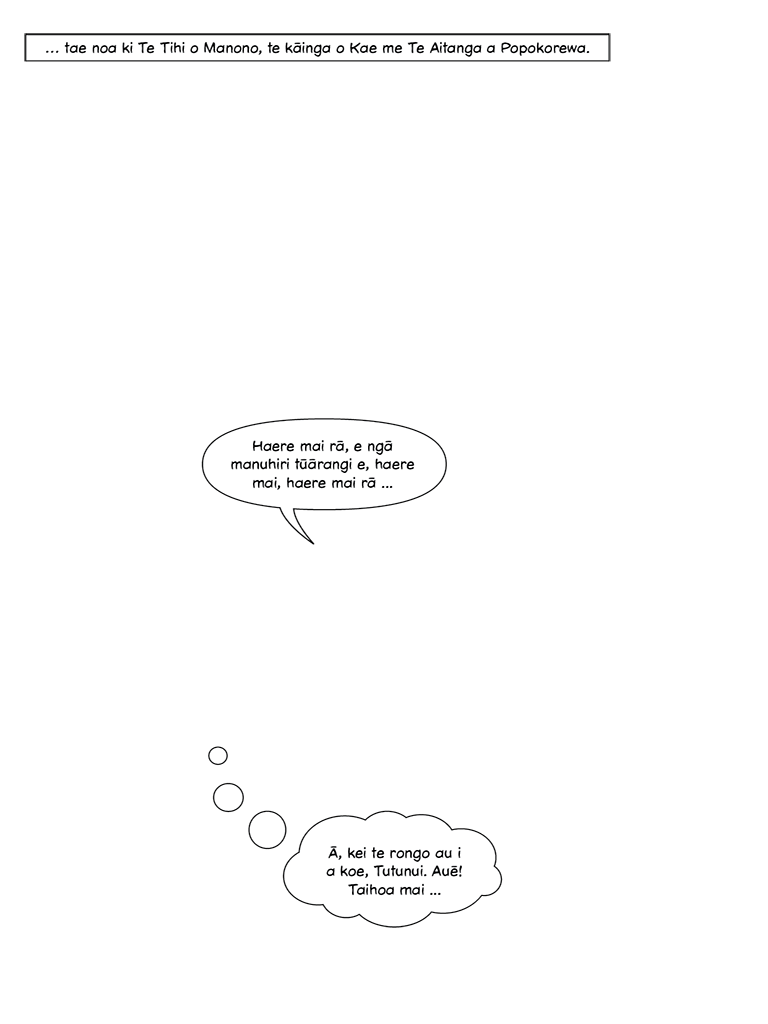 ... tae noa ki Te Tihi o Manono, te kāinga o Kae me Te Aitanga a Popokorewa.
Haere mai rā, e ngā
manuhiri tūārangi e, haere
mai, haere mai rā ...
Ā, kei te rongo au i
a koe, Tutunui. Auē!
Taihoa mai ...